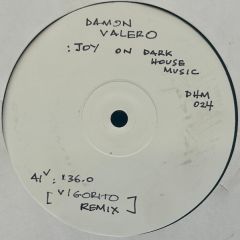 DAMON
VALERO
: JOY ON DARK
HOUSE
MUSIC
DHM
024
A1 : 136.0
[VIGORITO
REMIX]